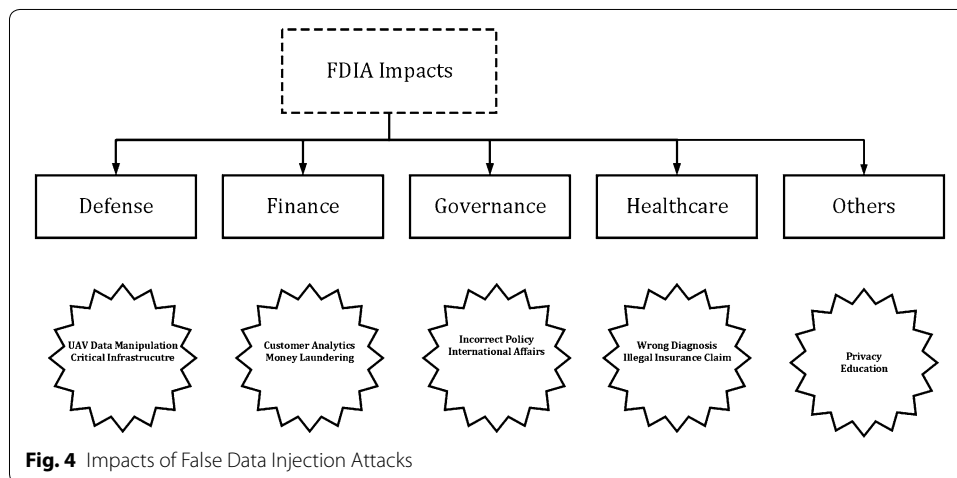 FDIA Impacts
Defense
Finance
Governance
Healthcare
Others
UAV Data Manipulation
Critical Infrastrucutre
Customer Analytics
Money Laundering
Incorrect Policy
International Affairs
Wrong Diagnosis
Illegal Insurance Claim
Privacy
Education
Fig. 4 Impacts of False Data Injection Attacks